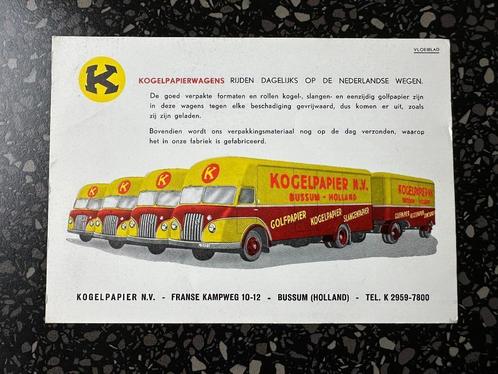 VLOEIBLAD
K
KOGELPAPIERWAGENS RIJDEN DAGELIJKS OP DE NEDERLANDSE WEGEN.
De goed verpakte formaten en rollen kogel-, slangen- en eenzijdig golfpapier zijn
in deze wagens tegen elke beschadiging gevrijwaard, dus komen er uit, zoals
zij zijn geladen.
Bovendien wordt ons verpakkingsmateriaal nog op de dag verzonden, waarop
het in onze fabriek is gefabriceerd.
K K K K
KOGELPAPIER N.V.
BUSSUM - HOLLAND
GOLFPAPIER KOGELPAPIER SLANGENPAPIER
KOGELPAPIER N.V.
BUSSUM - HOLLAND
KOGELPAPIER N.V. - FRANSE KAMPWEG 10-12 - BUSSUM (HOLLAND) - TEL. K 2959-7800